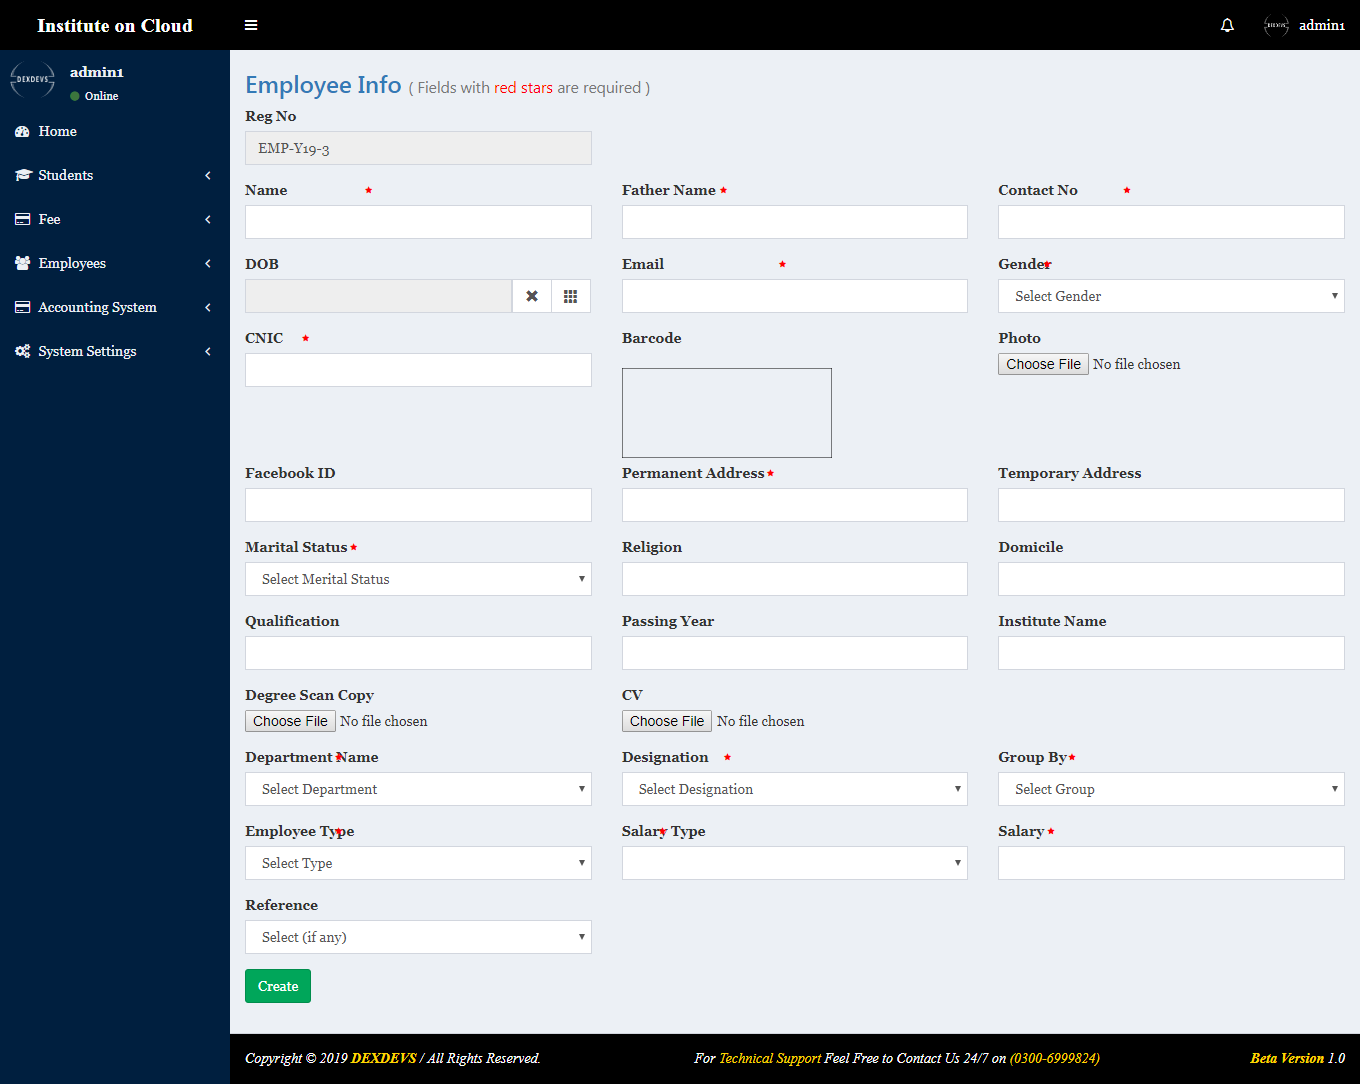 Institute on Cloud
DEXDEVS admin1
DEXDEVS admin1
Online
Home
Students
Fee
Employees
Accounting System
System Settings
Employee Info ( Fields with red stars are required )
Reg No
EMP-Y19-3
Name * Father Name * Contact No *
DOB Email * Gender *
Select Gender
CNIC * Barcode Photo
Choose File No file chosen
Facebook ID Permanent Address * Temporary Address
Marital Status * Religion Domicile
Select Merital Status
Qualification Passing Year Institute Name
Degree Scan Copy CV
Choose File No file chosen Choose File No file chosen
Department Name * Designation * Group By *
Select Department Select Designation Select Group
Employee Type * Salary Type * Salary *
Select Type
Reference
Select (if any)
Create
Copyright © 2019 DEXDEVS / All Rights Reserved. For Technical Support Feel Free to Contact Us 24/7 on (0300-6999824) Beta Version 1.0